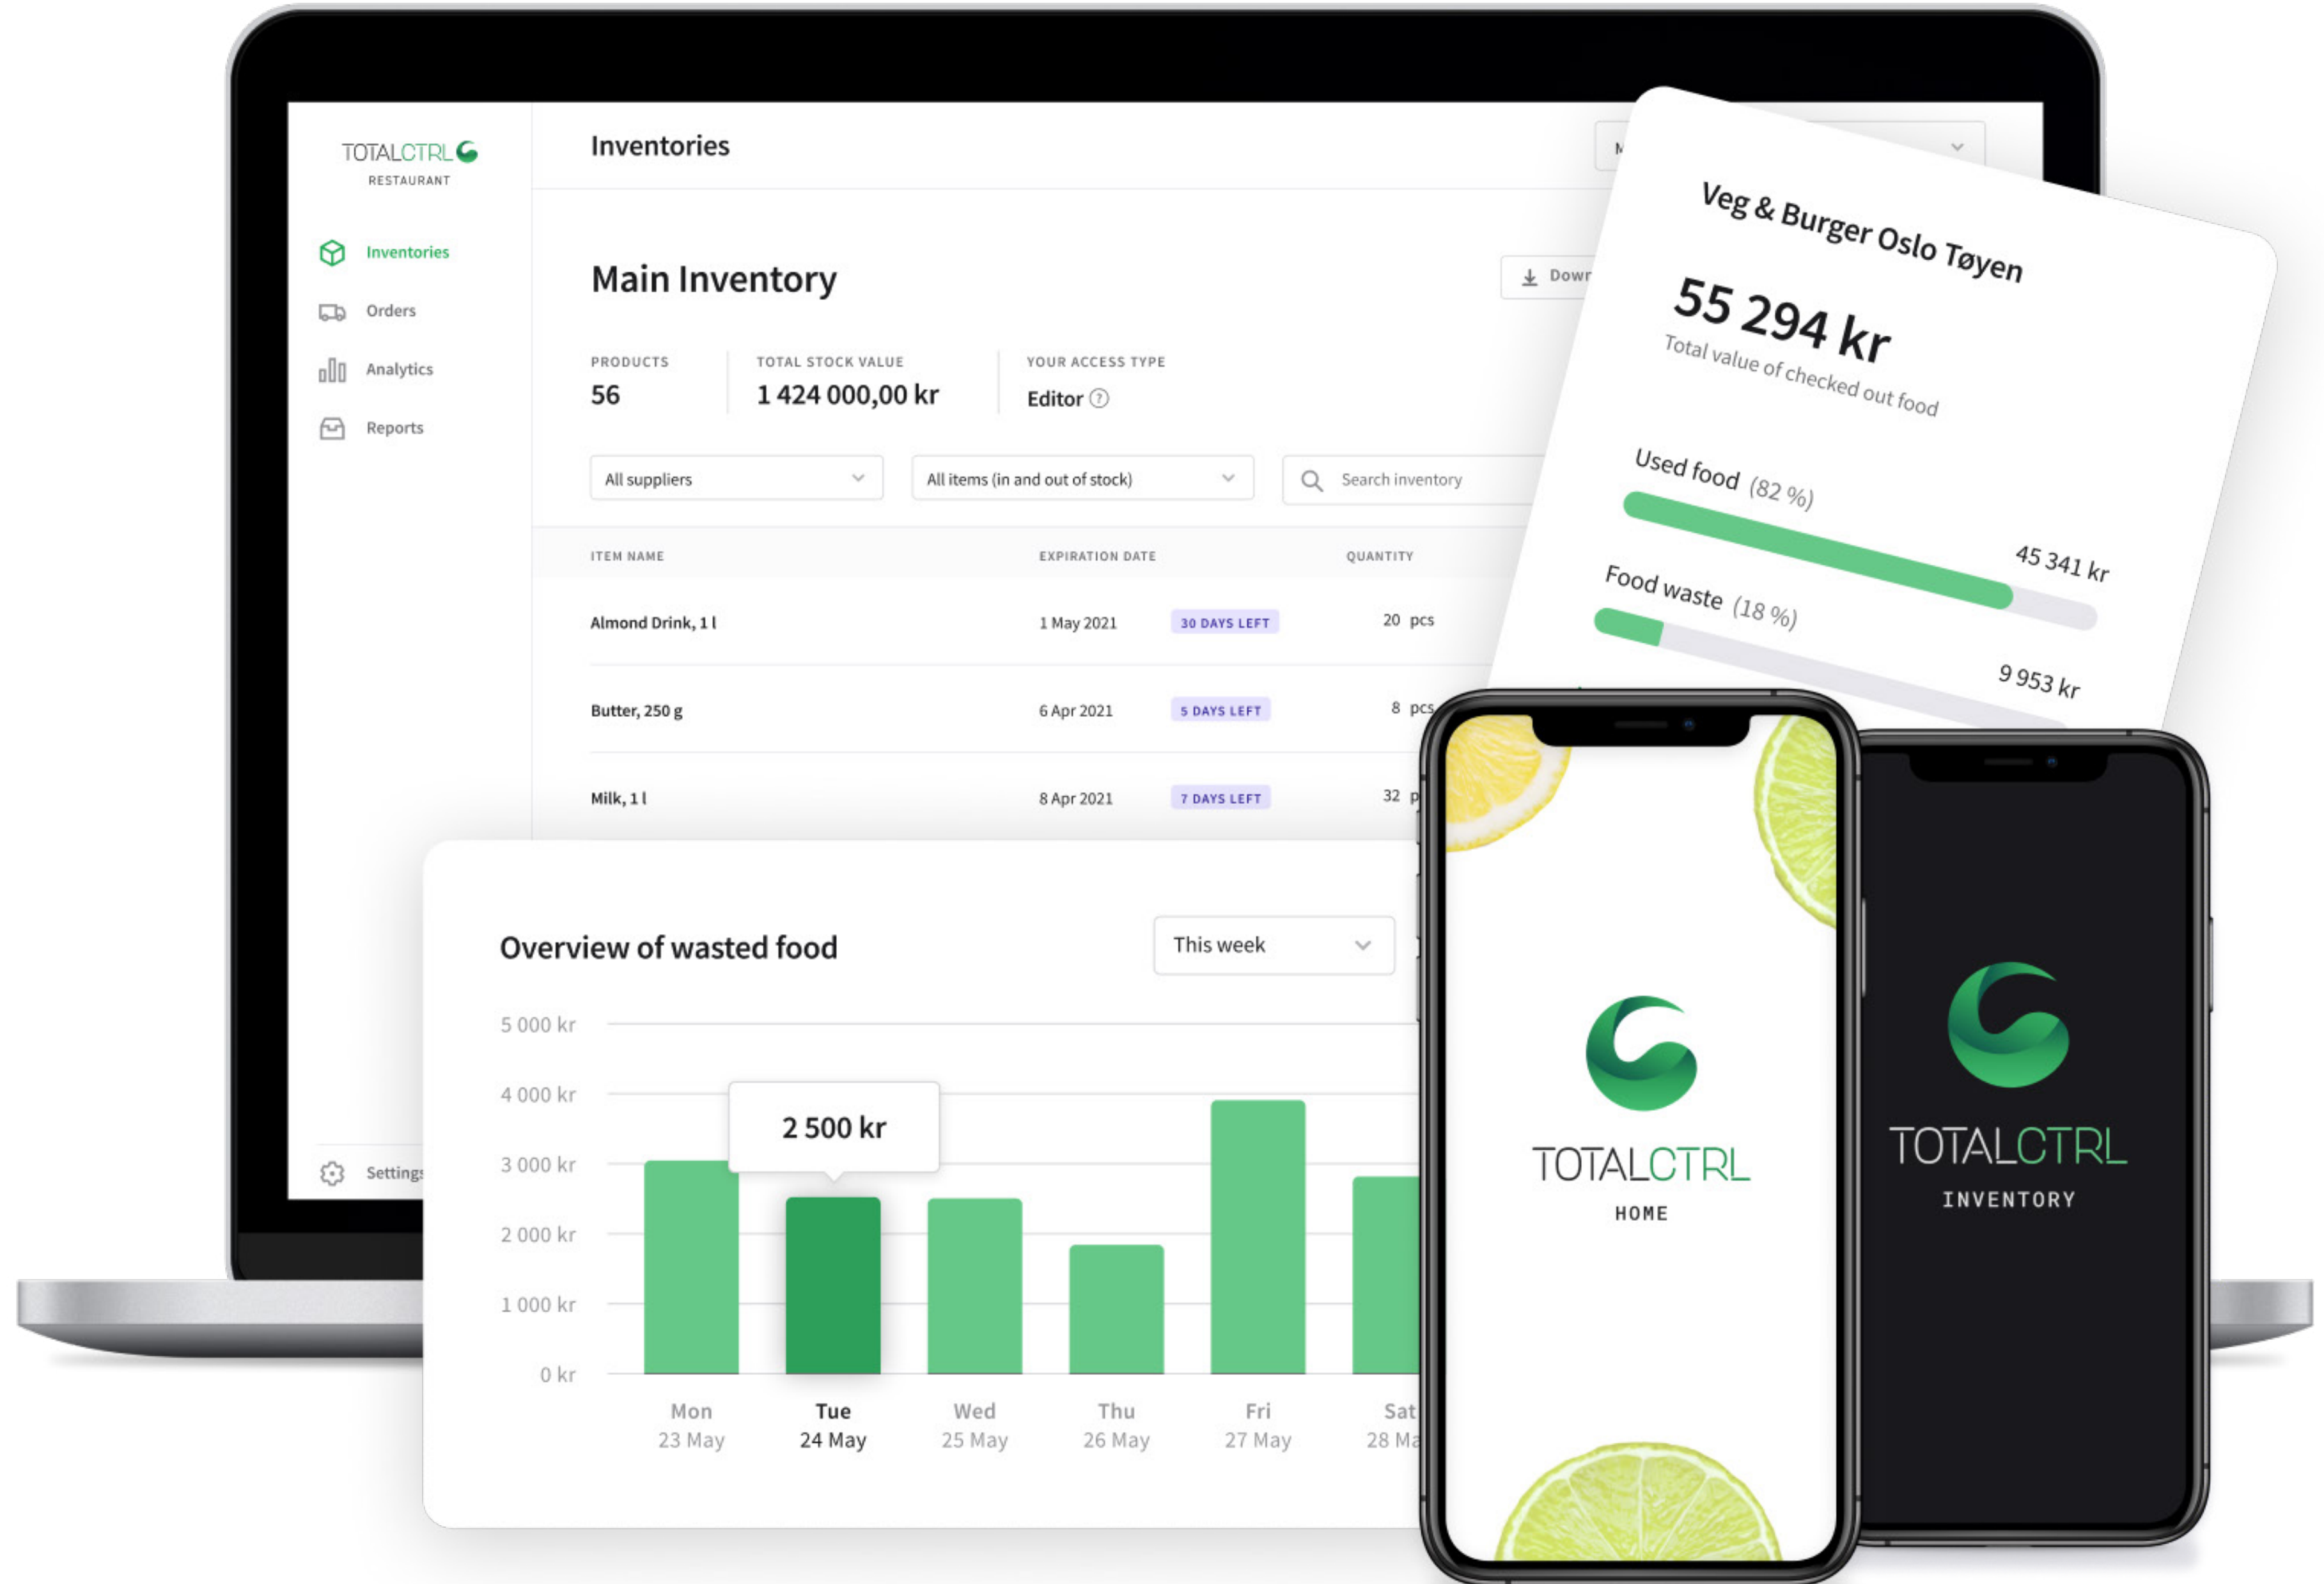 TOTALCTRL
RESTAURANT
Inventories
Orders
Analytics
Reports
Settings
Inventories
Main Inventory
PRODUCTS
56
TOTAL STOCK VALUE
1 424 000,00 kr
YOUR ACCESS TYPE
Editor ?
All suppliers
All items (in and out of stock)
Search inventory
ITEM NAME EXPIRATION DATE QUANTITY
Almond Drink, 1 l 1 May 2021 30 DAYS LEFT 20 pcs
Butter, 250 g 6 Apr 2021 5 DAYS LEFT 8 pcs
Milk, 1 l 8 Apr 2021 7 DAYS LEFT 32
Veg & Burger Oslo Tøyen
55 294 kr
Total value of checked out food
Used food (82 %)
45 341 kr
Food waste (18 %)
9 953 kr
Overview of wasted food
This week
5 000 kr
4 000 kr
3 000 kr
2 000 kr
1 000 kr
0 kr
2 500 kr
Mon
23 May
Tue
24 May
Wed
25 May
Thu
26 May
Fri
27 May
Sat
28
TOTALCTRL
HOME
TOTALCTRL
INVENTORY